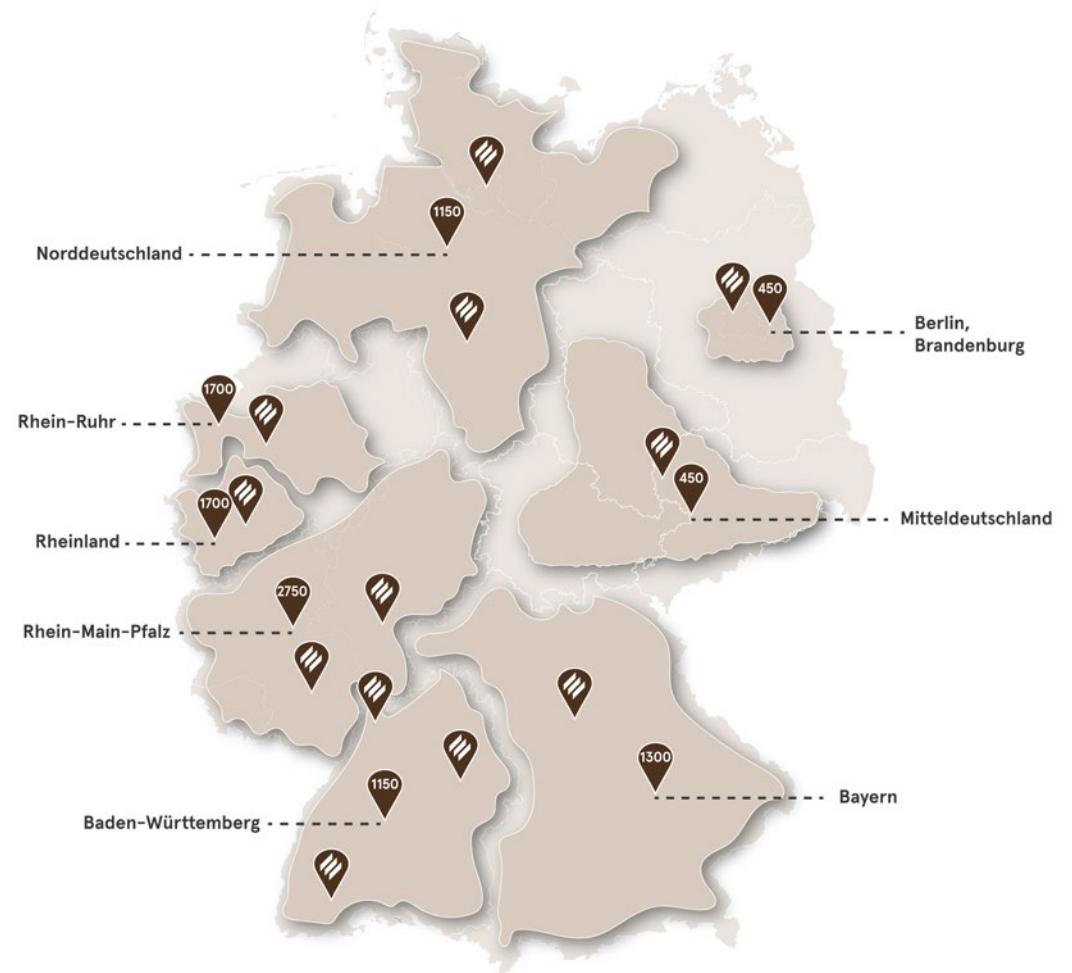 1150
Norddeutschland
450
Berlin,
Brandenburg
1700
Rhein-Ruhr
450
1700
Mitteldeutschland
Rheinland
2750
Rhein-Main-Pfalz
1300
1150
Bayern
Baden-Württemberg